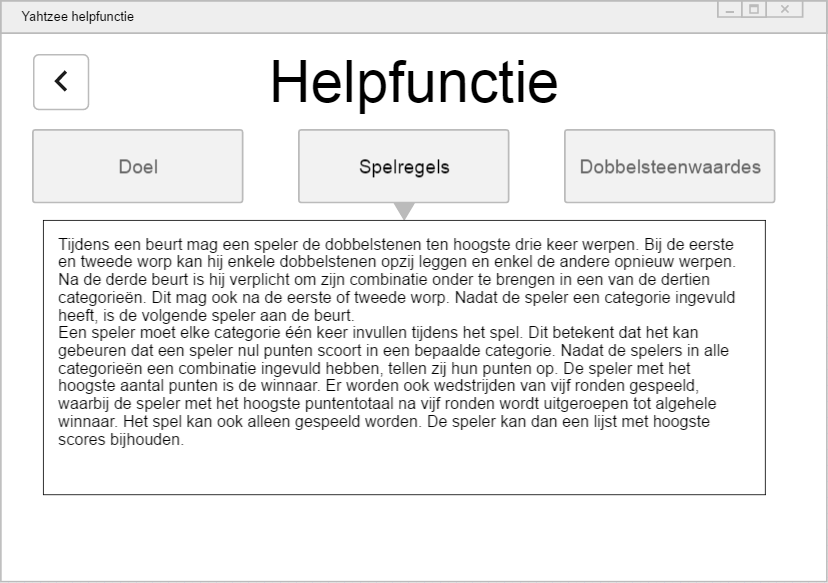 Yahtzee helpfunctie
Helpfunctie
Doel
Spelregels
Dobbelsteenwaardes
Tijdens een beurt mag een speler de dobbelstenen ten hoogste drie keer werpen. Bij de eerste
en tweede worp kan hij enkele dobbelstenen opzij leggen en enkel de andere opnieuw werpen.
Na de derde beurt is hij verplicht om zijn combinatie onder te brengen in een van de dertien
categorieën. Dit mag ook na de eerste of tweede worp. Nadat de speler een categorie ingevuld
heeft, is de volgende speler aan de beurt.
Een speler moet elke categorie één keer invullen tijdens het spel. Dit betekent dat het kan
gebeuren dat een speler nul punten scoort in een bepaalde categorie. Nadat de spelers in alle
categorieën een combinatie ingevuld hebben, tellen zij hun punten op. De speler met het
hoogste aantal punten is de winnaar. Er worden ook wedstrijden van vijf ronden gespeeld,
waarbij de speler met het hoogste puntentotaal na vijf ronden wordt uitgeroepen tot algehele
winnaar. Het spel kan ook alleen gespeeld worden. De speler kan dan een lijst met hoogste
scores bijhouden.